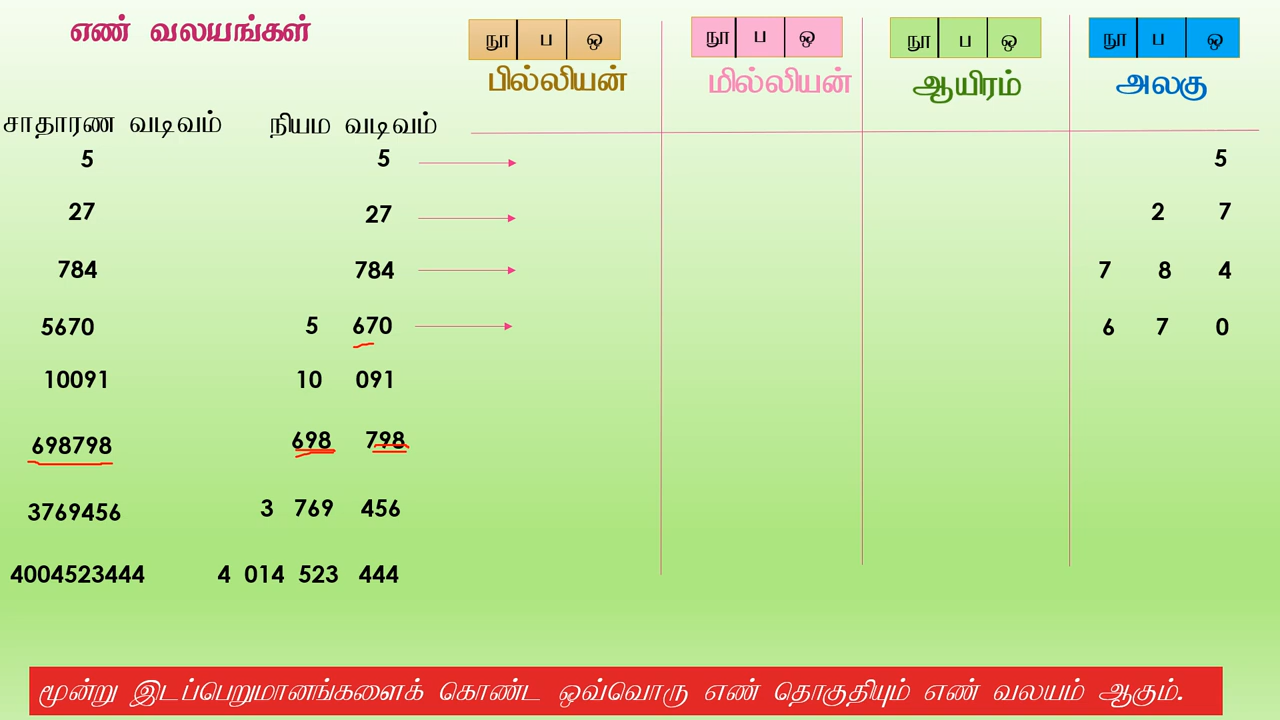 எண் வலயங்கள்
நூ ப ஒ நூ ப ஒ நூ ப ஒ நூ ப ஒ
பில்லியன் மில்லியன் ஆயிரம் அலகு
சாதாரண வடிவம் நியம வடிவம்
5 5 5
27 27 2 7
784 784 7 8 4
5670 5 670 6 7 0
10091 10 091
698798 698 798
3769456 3 769 456
4004523444 4 014 523 444
மூன்று இடப்பெறுமானங்களைக் கொண்ட ஒவ்வொரு எண் தொகுதியும் எண் வலயம் ஆகும்.